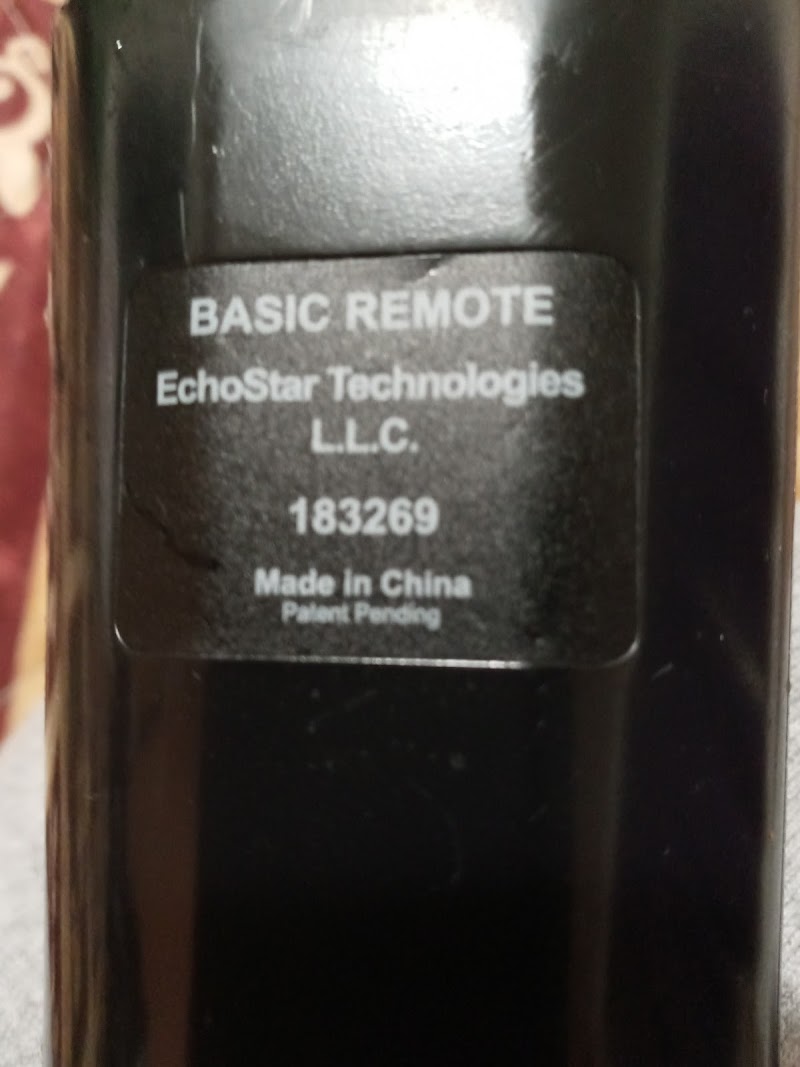 BASIC REMOTE
EchoStar Technologies
L.L.C.
183269
Made in China
Patent Pending